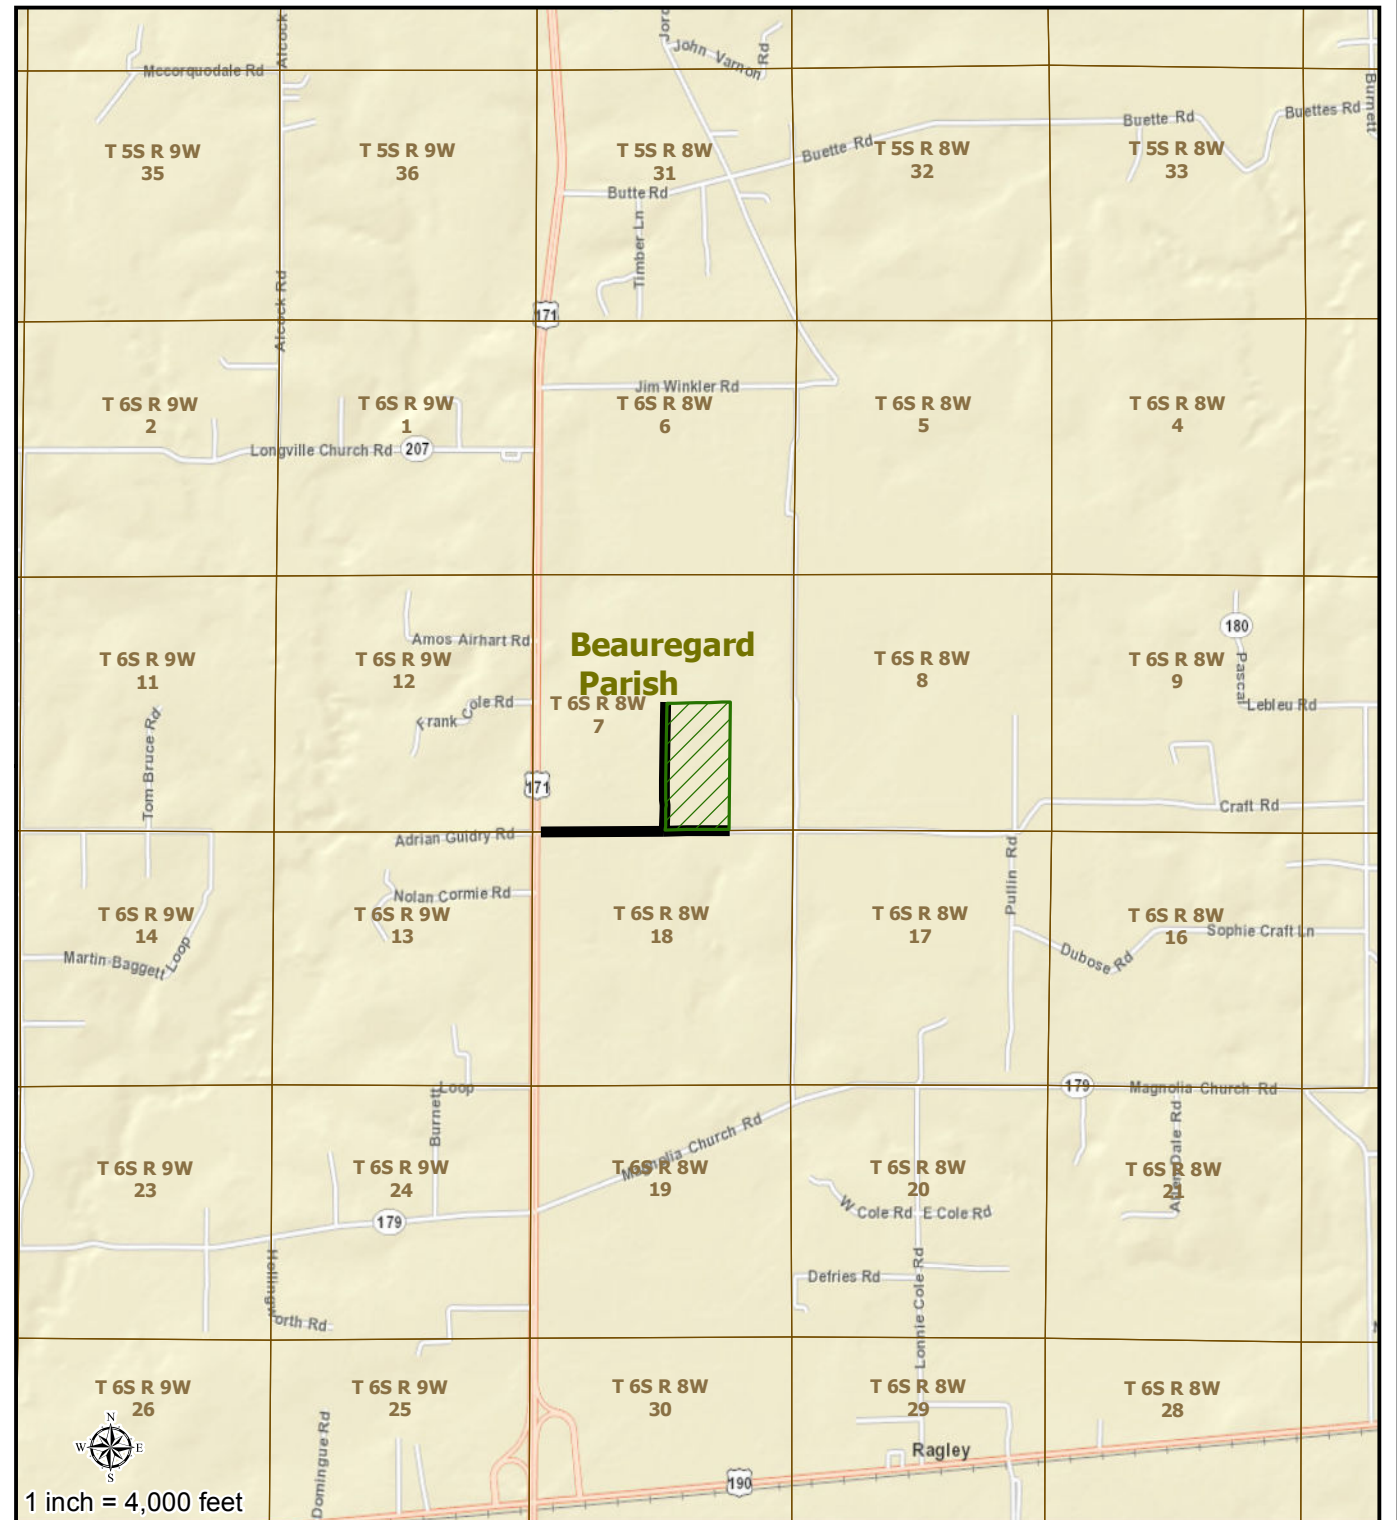 Alcock
Jorc
John Varnon Rd
Mccorquodale Rd
Burnett
Buettes Rd
Buette Rd
Buette Rd
T 5S R 9W
35
T 5S R 9W
36
T 5S R 8W
31
T 5S R 8W
32
T 5S R 8W
33
Butte Rd
Timber Ln
Alcock Rd
171
Jim Winkler Rd
T 6S R 9W
2
T 6S R 9W
1
T 6S R 8W
6
T 6S R 8W
5
T 6S R 8W
4
Longville Church Rd
207
Amos Airhart Rd
Beauregard
Parish
180
Pascal
T 6S R 9W
11
T 6S R 9W
12
T 6S R 8W
7
T 6S R 8W
8
T 6S R 8W
9
Frank Cole Rd
Lebleu Rd
Tom Bruce Rd
171
Craft Rd
Adrian Guidry Rd
Pullin Rd
Nolan Cormie Rd
T 6S R 9W
14
T 6S R 9W
13
T 6S R 8W
18
T 6S R 8W
17
T 6S R 8W
16
Sophie Craft Ln
Martin Baggett Loop
Dubose Rd
Burnett Loop
179
Magnolia Church Rd
Magnolia Church Rd
T 6S R 9W
23
T 6S R 9W
24
T 6S R 8W
19
T 6S R 8W
20
T 6S R 8W
21
W Cole Rd
E Cole Rd
179
Defries Rd
Lonnie Cole Rd
orth Rd
T 6S R 9W
26
T 6S R 9W
25
T 6S R 8W
30
T 6S R 8W
29
T 6S R 8W
28
N
W
E
S
Domingue Rd
Ragley
190
1 inch = 4,000 feet